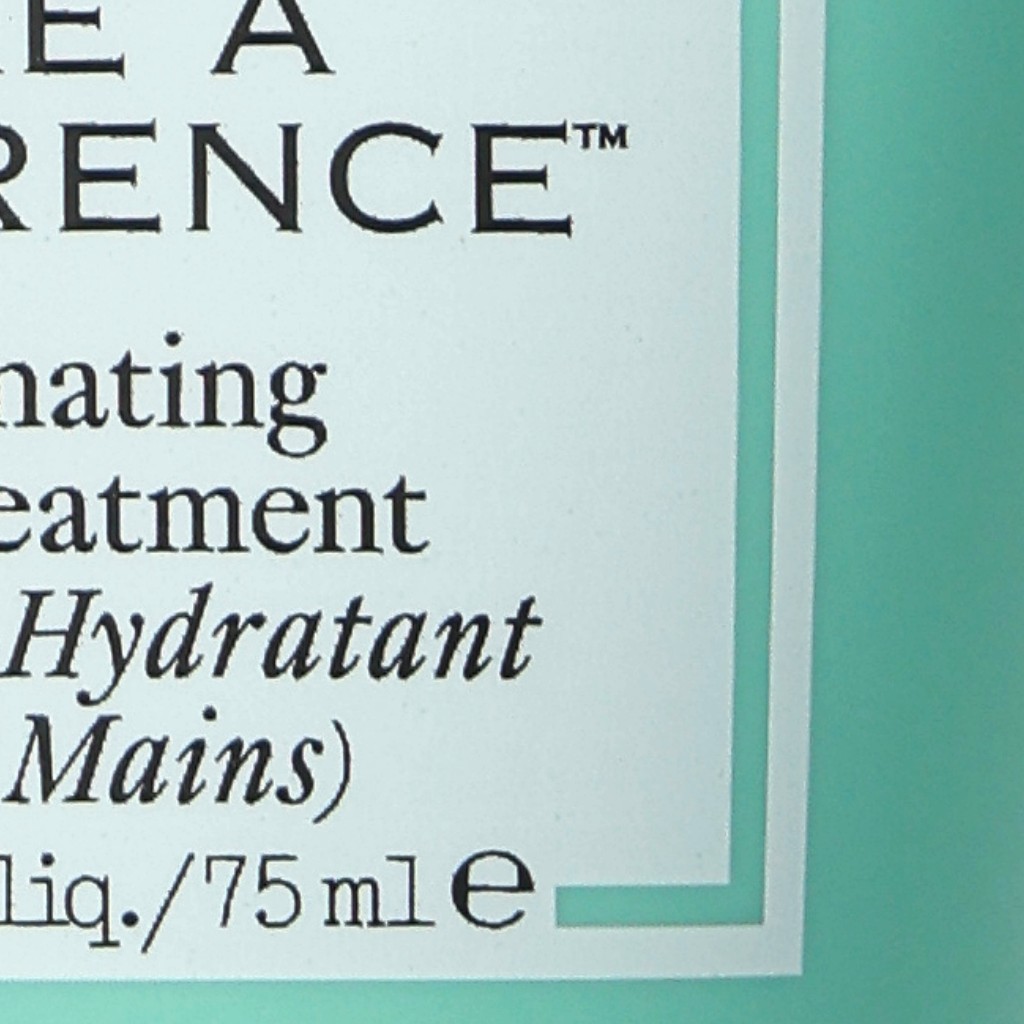 E A
RENCE™
nating
eatment
Hydratant
Mains)
liq./75 ml e